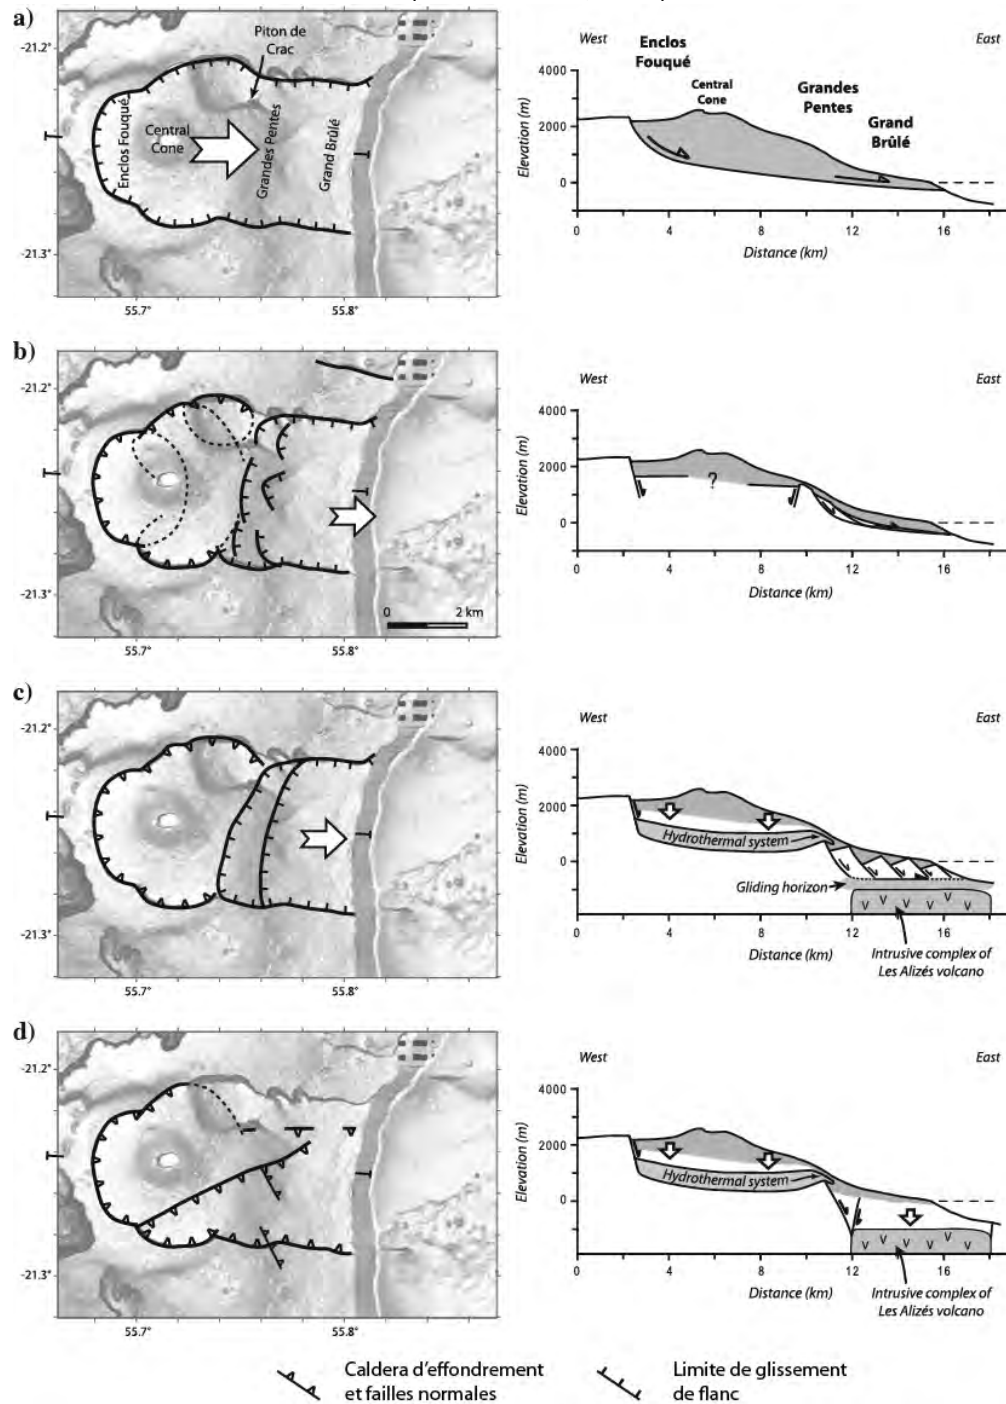 a)
Piton de
Crac
-21.2°
Enclos Fouqué
Central
Cone
Grandes Pentes
Grand Brûlé
-21.3°
55.7°
55.8°
West
East
Enclos
Fouqué
Central
Cone
Grandes
Pentes
Grand
Brûlé
Elevation (m)
4000
2000
0
0
4
8
12
16
Distance (km)
b)
-21.2°
-21.3°
0
2 km
55.7°
55.8°
West
East
Elevation (m)
4000
2000
0
?
0
4
8
12
16
Distance (km)
c)
-21.2°
-21.3°
55.7°
55.8°
West
East
Elevation (m)
4000
2000
0
Hydrothermal system
Gliding horizon
V V V V V V
0
4
8
12
16
Distance (km)
Intrusive complex of
Les Alizés volcano
d)
-21.2°
-21.3°
55.7°
55.8°
West
East
Elevation (m)
4000
2000
0
Hydrothermal system
V V V V V V
0
4
8
12
16
Distance (km)
Intrusive complex of
Les Alizés volcano
Caldera d'effondrement
et failles normales
Limite de glissement
de flanc